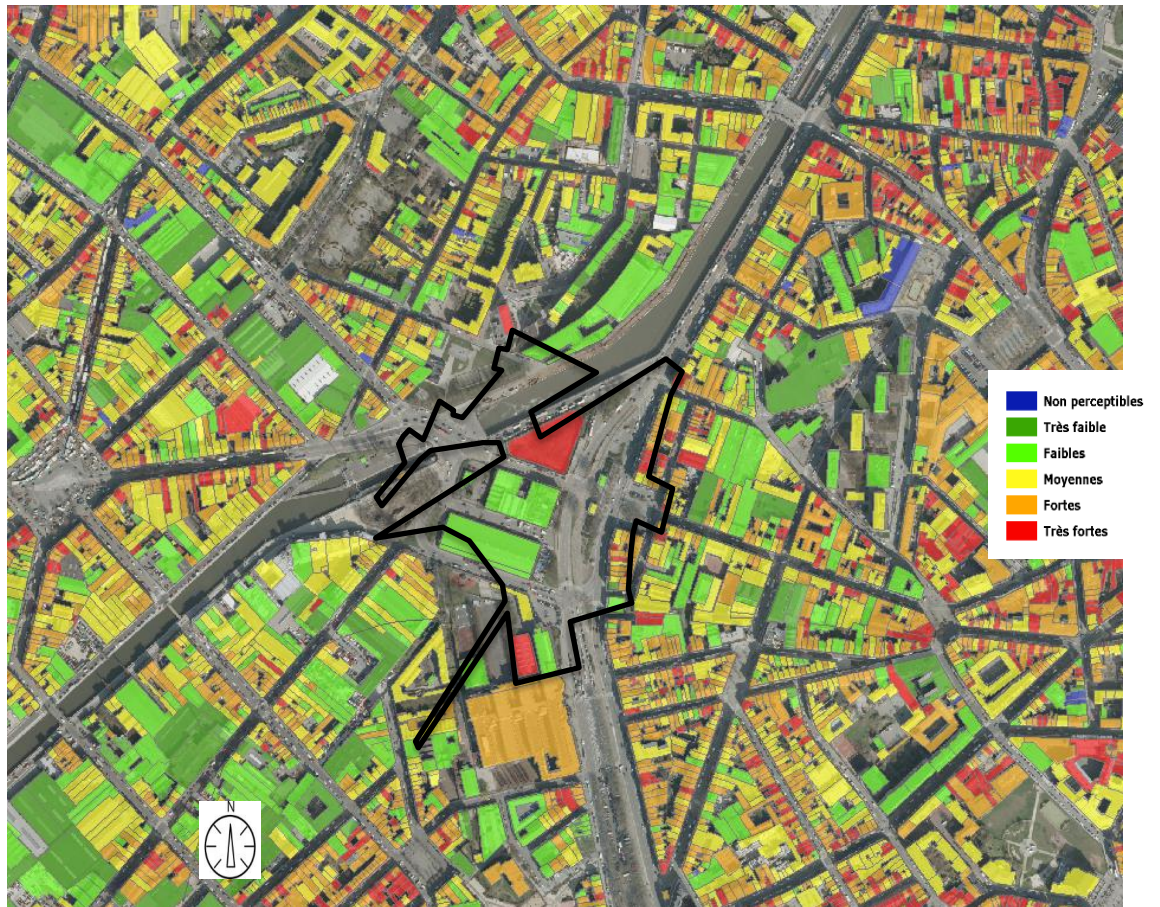 Non perceptibles
Très faible
Faibles
Moyennes
Fortes
Très fortes
N